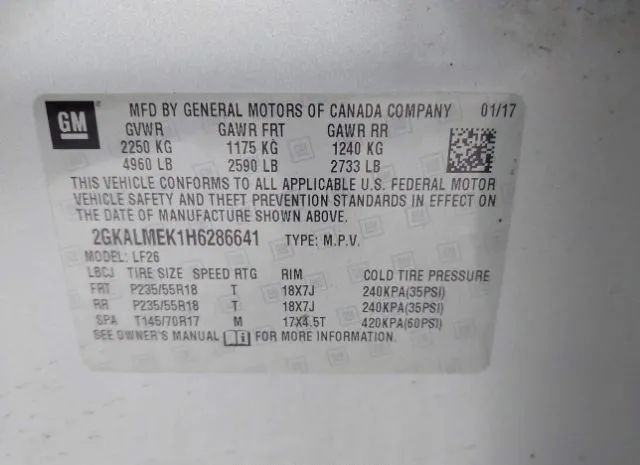 GM
MFD BY GENERAL MOTORS OF CANADA COMPANY 01/17
GVWR GAWR FRT GAWR RR
2250 KG 1175 KG 1240 KG
4960 LB 2590 LB 2733 LB
THIS VEHICLE CONFORMS TO ALL APPLICABLE U.S. FEDERAL MOTOR
VEHICLE SAFETY AND THEFT PREVENTION STANDARDS IN EFFECT ON
THE DATE OF MANUFACTURE SHOWN ABOVE.
2GKALMEK1H6286641 TYPE: M.P.V.
MODEL: LF26
LBCJ TIRE SIZE SPEED RTG RIM COLD TIRE PRESSURE
FRT P235/55R18 T 18X7J 240KPA(35PSI)
RR P235/55R18 T 18X7J 240KPA(35PSI)
SPA T145/70R17 M 17X4.5T 420KPA(60PSI)
SEE OWNER'S MANUAL FOR MORE INFORMATION.